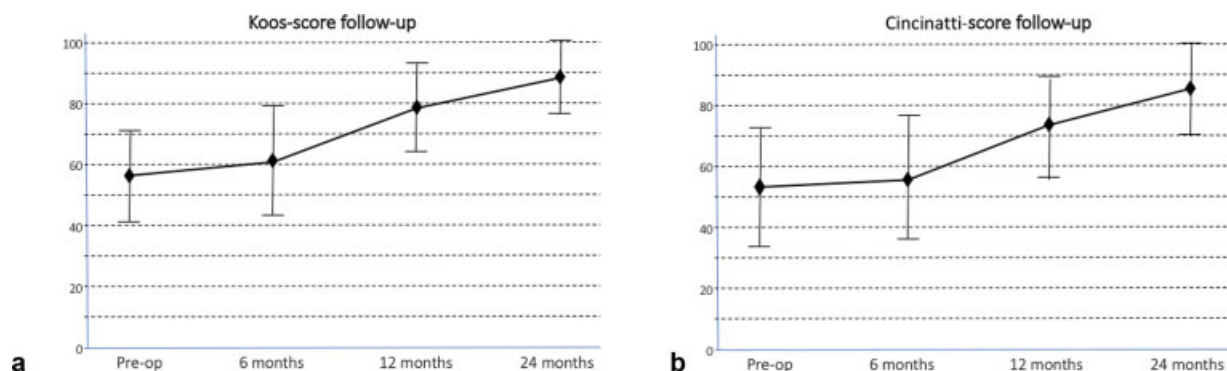 Koos-score follow-up
100
80
60
40
20
0
Pre-op 6 months 12 months 24 months
a
Cincinatti-score follow-up
100
80
60
40
20
0
Pre-op 6 months 12 months 24 months
b